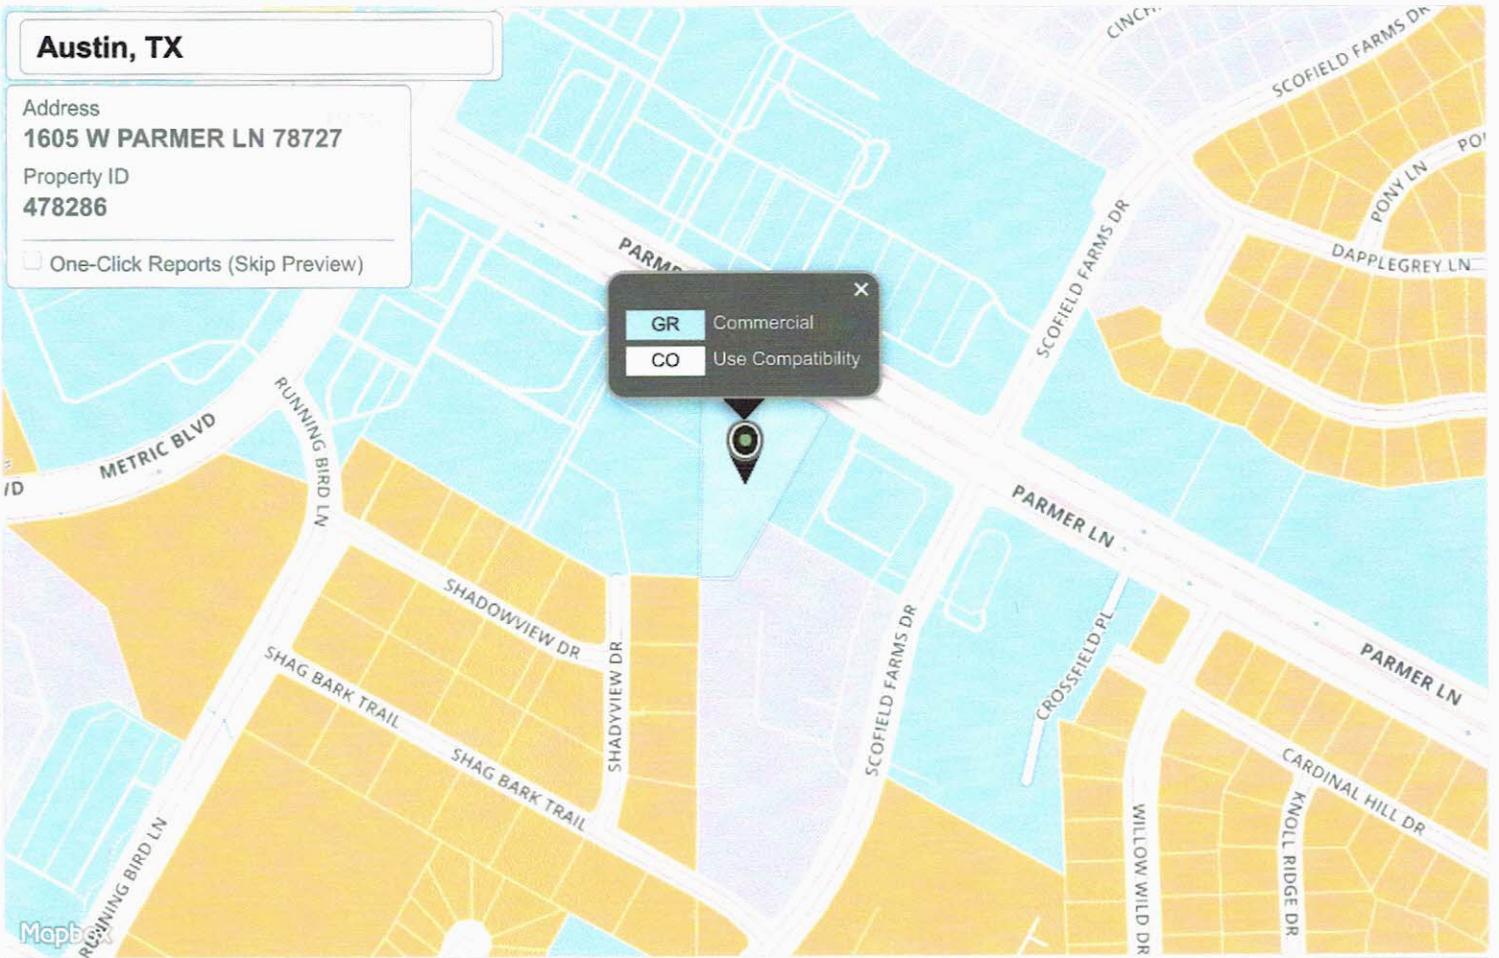 Austin, TX
Address
1605 W PARMER LN 78727
Property ID
478286
One-Click Reports (Skip Preview)
GR Commercial
CO Use Compatibility
SCOFIELD FARMS DR
PONY LN
DAPPLEGREY LN
SCOFIELD FARMS DR
METRIC BLVD
RUNNING BIRD LN
PARMER LN
SHADOWVIEW DR
SHAG BARK TRAIL
SHADYVIEW DR
SHAG BARK TRAIL
SCOFIELD FARMS DR
CROSSFIELD PL
PARMER LN
CARDINAL HILL DR
KNOLL RIDGE DR
WILLOW WILD DR
RUNNING BIRD LN
Mapbox